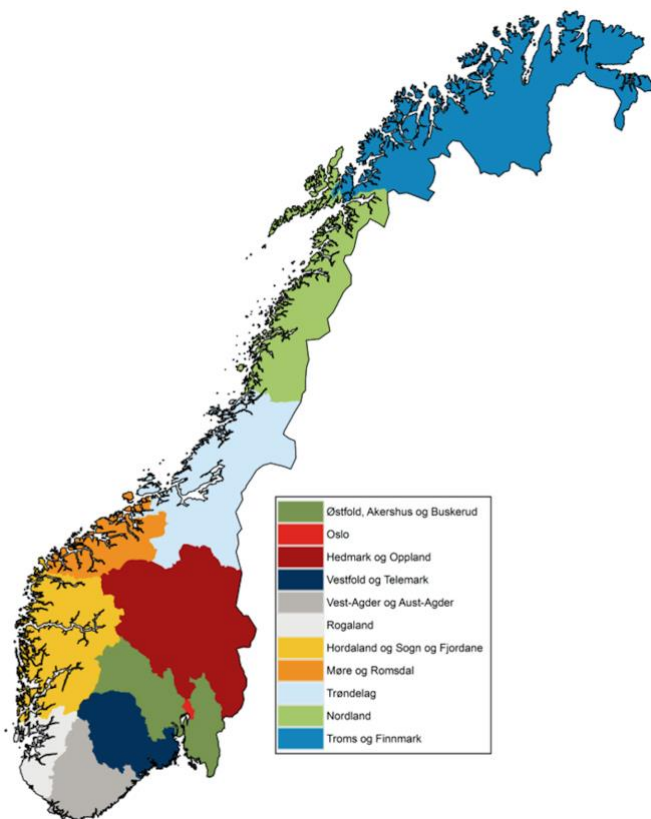 Østfold, Akershus og Buskerud
Oslo
Hedmark og Oppland
Vestfold og Telemark
Vest-Agder og Aust-Agder
Rogaland
Hordaland og Sogn og Fjordane
Møre og Romsdal
Trøndelag
Nordland
Troms og Finnmark